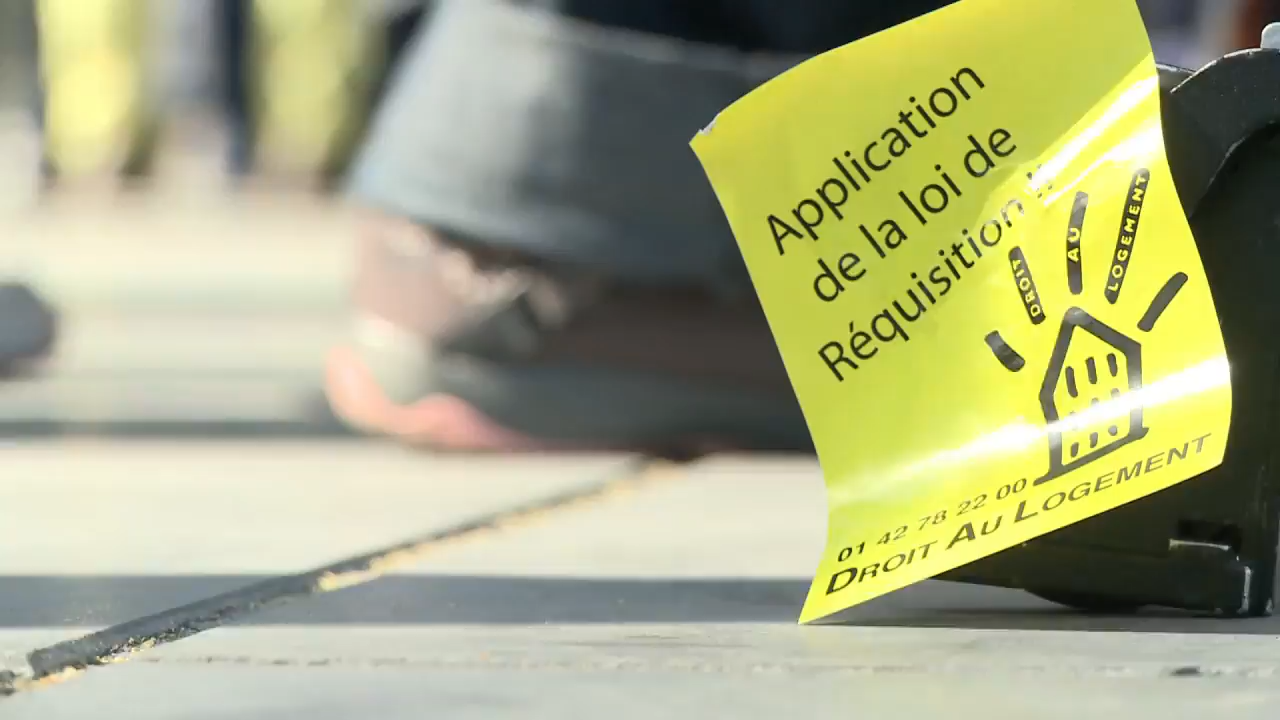 Application
de la loi de
Réquisition !!
DROIT
AU
LOGEMENT
01 42 78 22 00
DROIT AU LOGEMENT